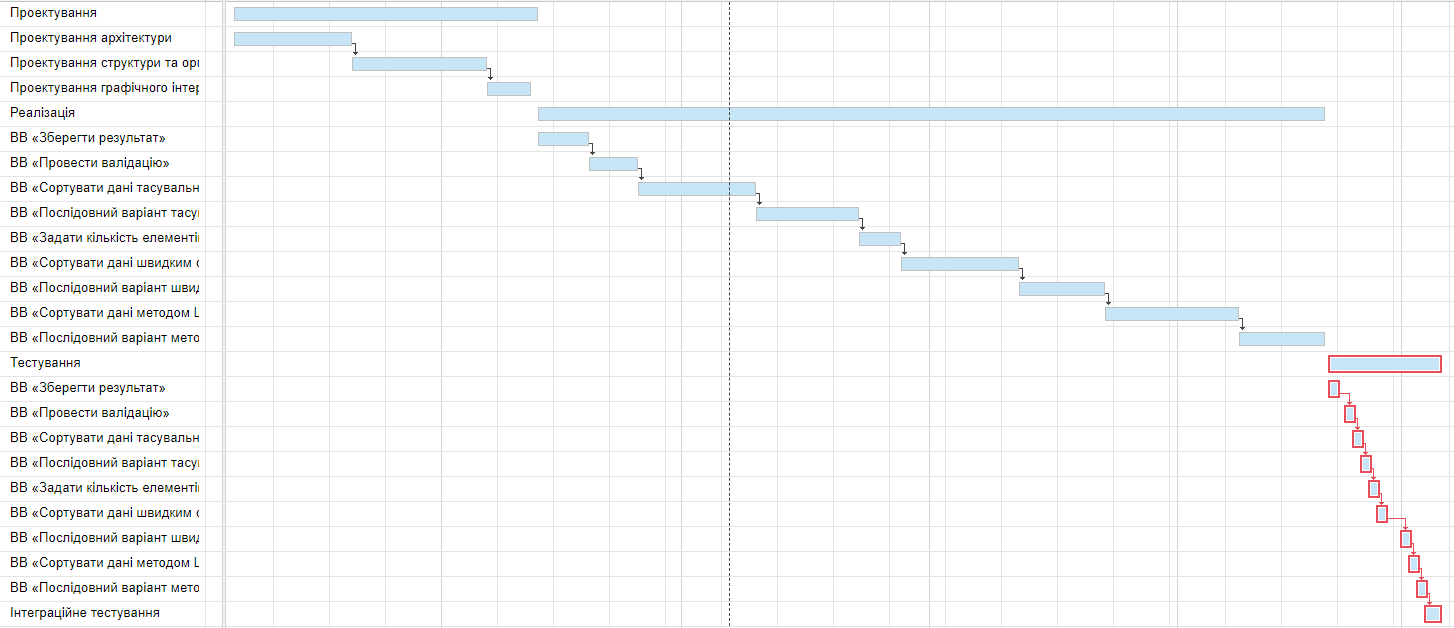 Проектування
Проектування архітектури
Проектування структури та
Проектування графічного
Реалізація
ВВ «Зберегти результат»
ВВ «Провести валідацію»
ВВ «Сортувати дані тасувальн
ВВ «Послідовний варіант тасу
ВВ «Задати кількість елементі
ВВ «Сортувати дані швидким
ВВ «Послідовний варіант шви
ВВ «Сортувати дані методом
ВВ «Послідовний варіант мето
Тестування
ВВ «Зберегти результат»
ВВ «Провести валідацію»
ВВ «Сортувати дані тасувальн
ВВ «Послідовний варіант тасу
ВВ «Задати кількість елементі
ВВ «Сортувати дані швидким
ВВ «Послідовний варіант шви
ВВ «Сортувати дані методом
ВВ «Послідовний варіант мето
Інтеграційне тестування